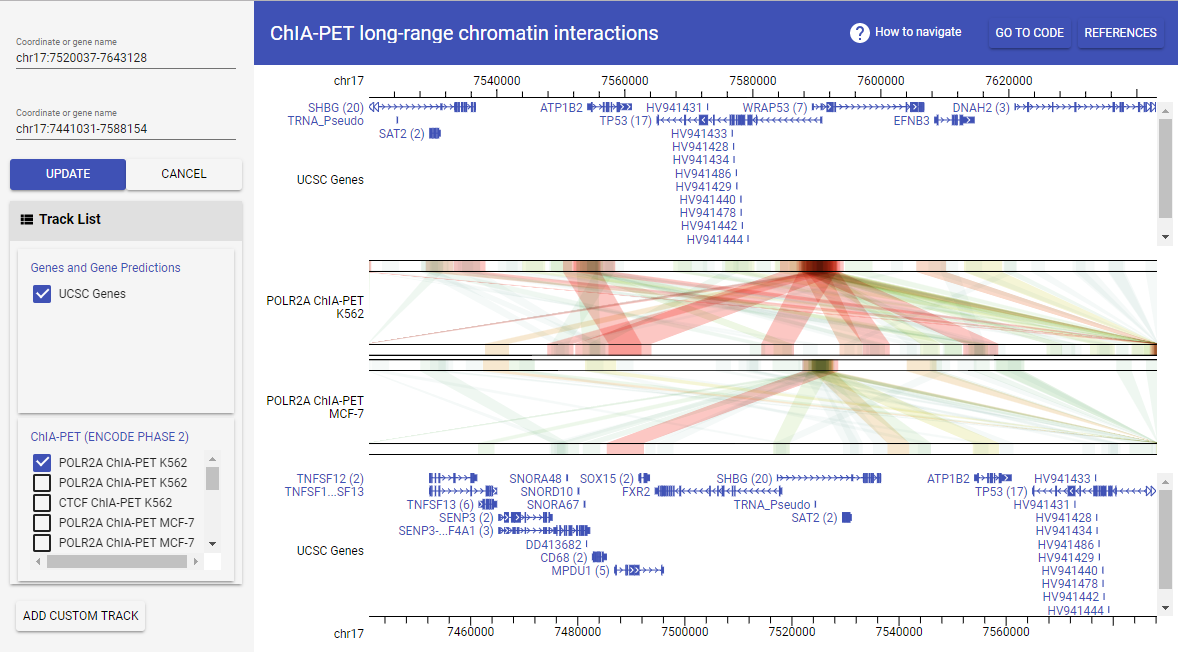 Coordinate or gene name
chr17:7520037-7643128
Coordinate or gene name
chr17:7441031-7588154
UPDATE
CANCEL
Track List
Genes and Gene Predictions
UCSC Genes
ChIA-PET (ENCODE PHASE 2)
POLR2A ChIA-PET K562
POLR2A ChIA-PET K562
CTCF ChIA-PET K562
POLR2A ChIA-PET MCF-7
POLR2A ChIA-PET MCF-7
ADD CUSTOM TRACK
ChIA-PET long-range chromatin interactions
? How to navigate
GO TO CODE
REFERENCES
chr17 7540000 7560000 7580000 7600000 7620000
SHBG (20) ATP1B2 HV941431 WRAP53 (7) DNAH2 (3)
TRNA_Pseudo TP53 (17) EFNB3
SAT2 (2) HV941433
HV941428
HV941434
HV941486
UCSC Genes
HV941429
HV941440
HV941478
HV941442
HV941444
POLR2A ChIA-PET
K562
POLR2A ChIA-PET
MCF-7
TNFSF12 (2) SNORA48 SOX15 (2) SHBG (20) ATP1B2 HV941433
TNFSF1...SF13 SNORD10 FXR2 TP53 (17)
TNFSF13 (6) SNORA67 TRNA_Pseudo HV941431
SENP3 (2) SAT2 (2) HV941428
SENP3-...F4A1 (3) HV941434
DD413682 HV941486
UCSC Genes
CD68 (2) HV941429
MPDU1 (5) HV941440
HV941478
HV941442
HV941444
chr17 7460000 7480000 7500000 7520000 7540000 7560000